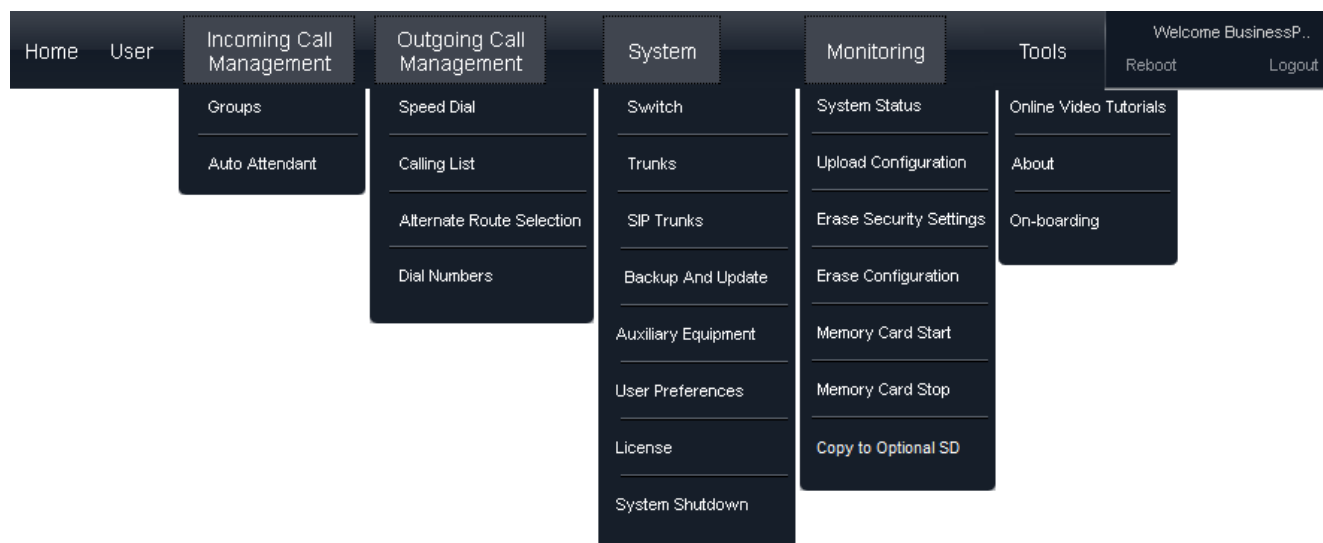 Home
User
Incoming Call
Management
Outgoing Call
Management
System
Monitoring
Tools
Welcome BusinessP..
Reboot
Logout
Groups
Auto Attendant
Speed Dial
Calling List
Alternate Route Selection
Dial Numbers
Switch
Trunks
SIP Trunks
Backup And Update
Auxiliary Equipment
User Preferences
License
System Shutdown
System Status
Upload Configuration
Erase Security Settings
Erase Configuration
Memory Card Start
Memory Card Stop
Copy to Optional SD
Online Video Tutorials
About
On-boarding